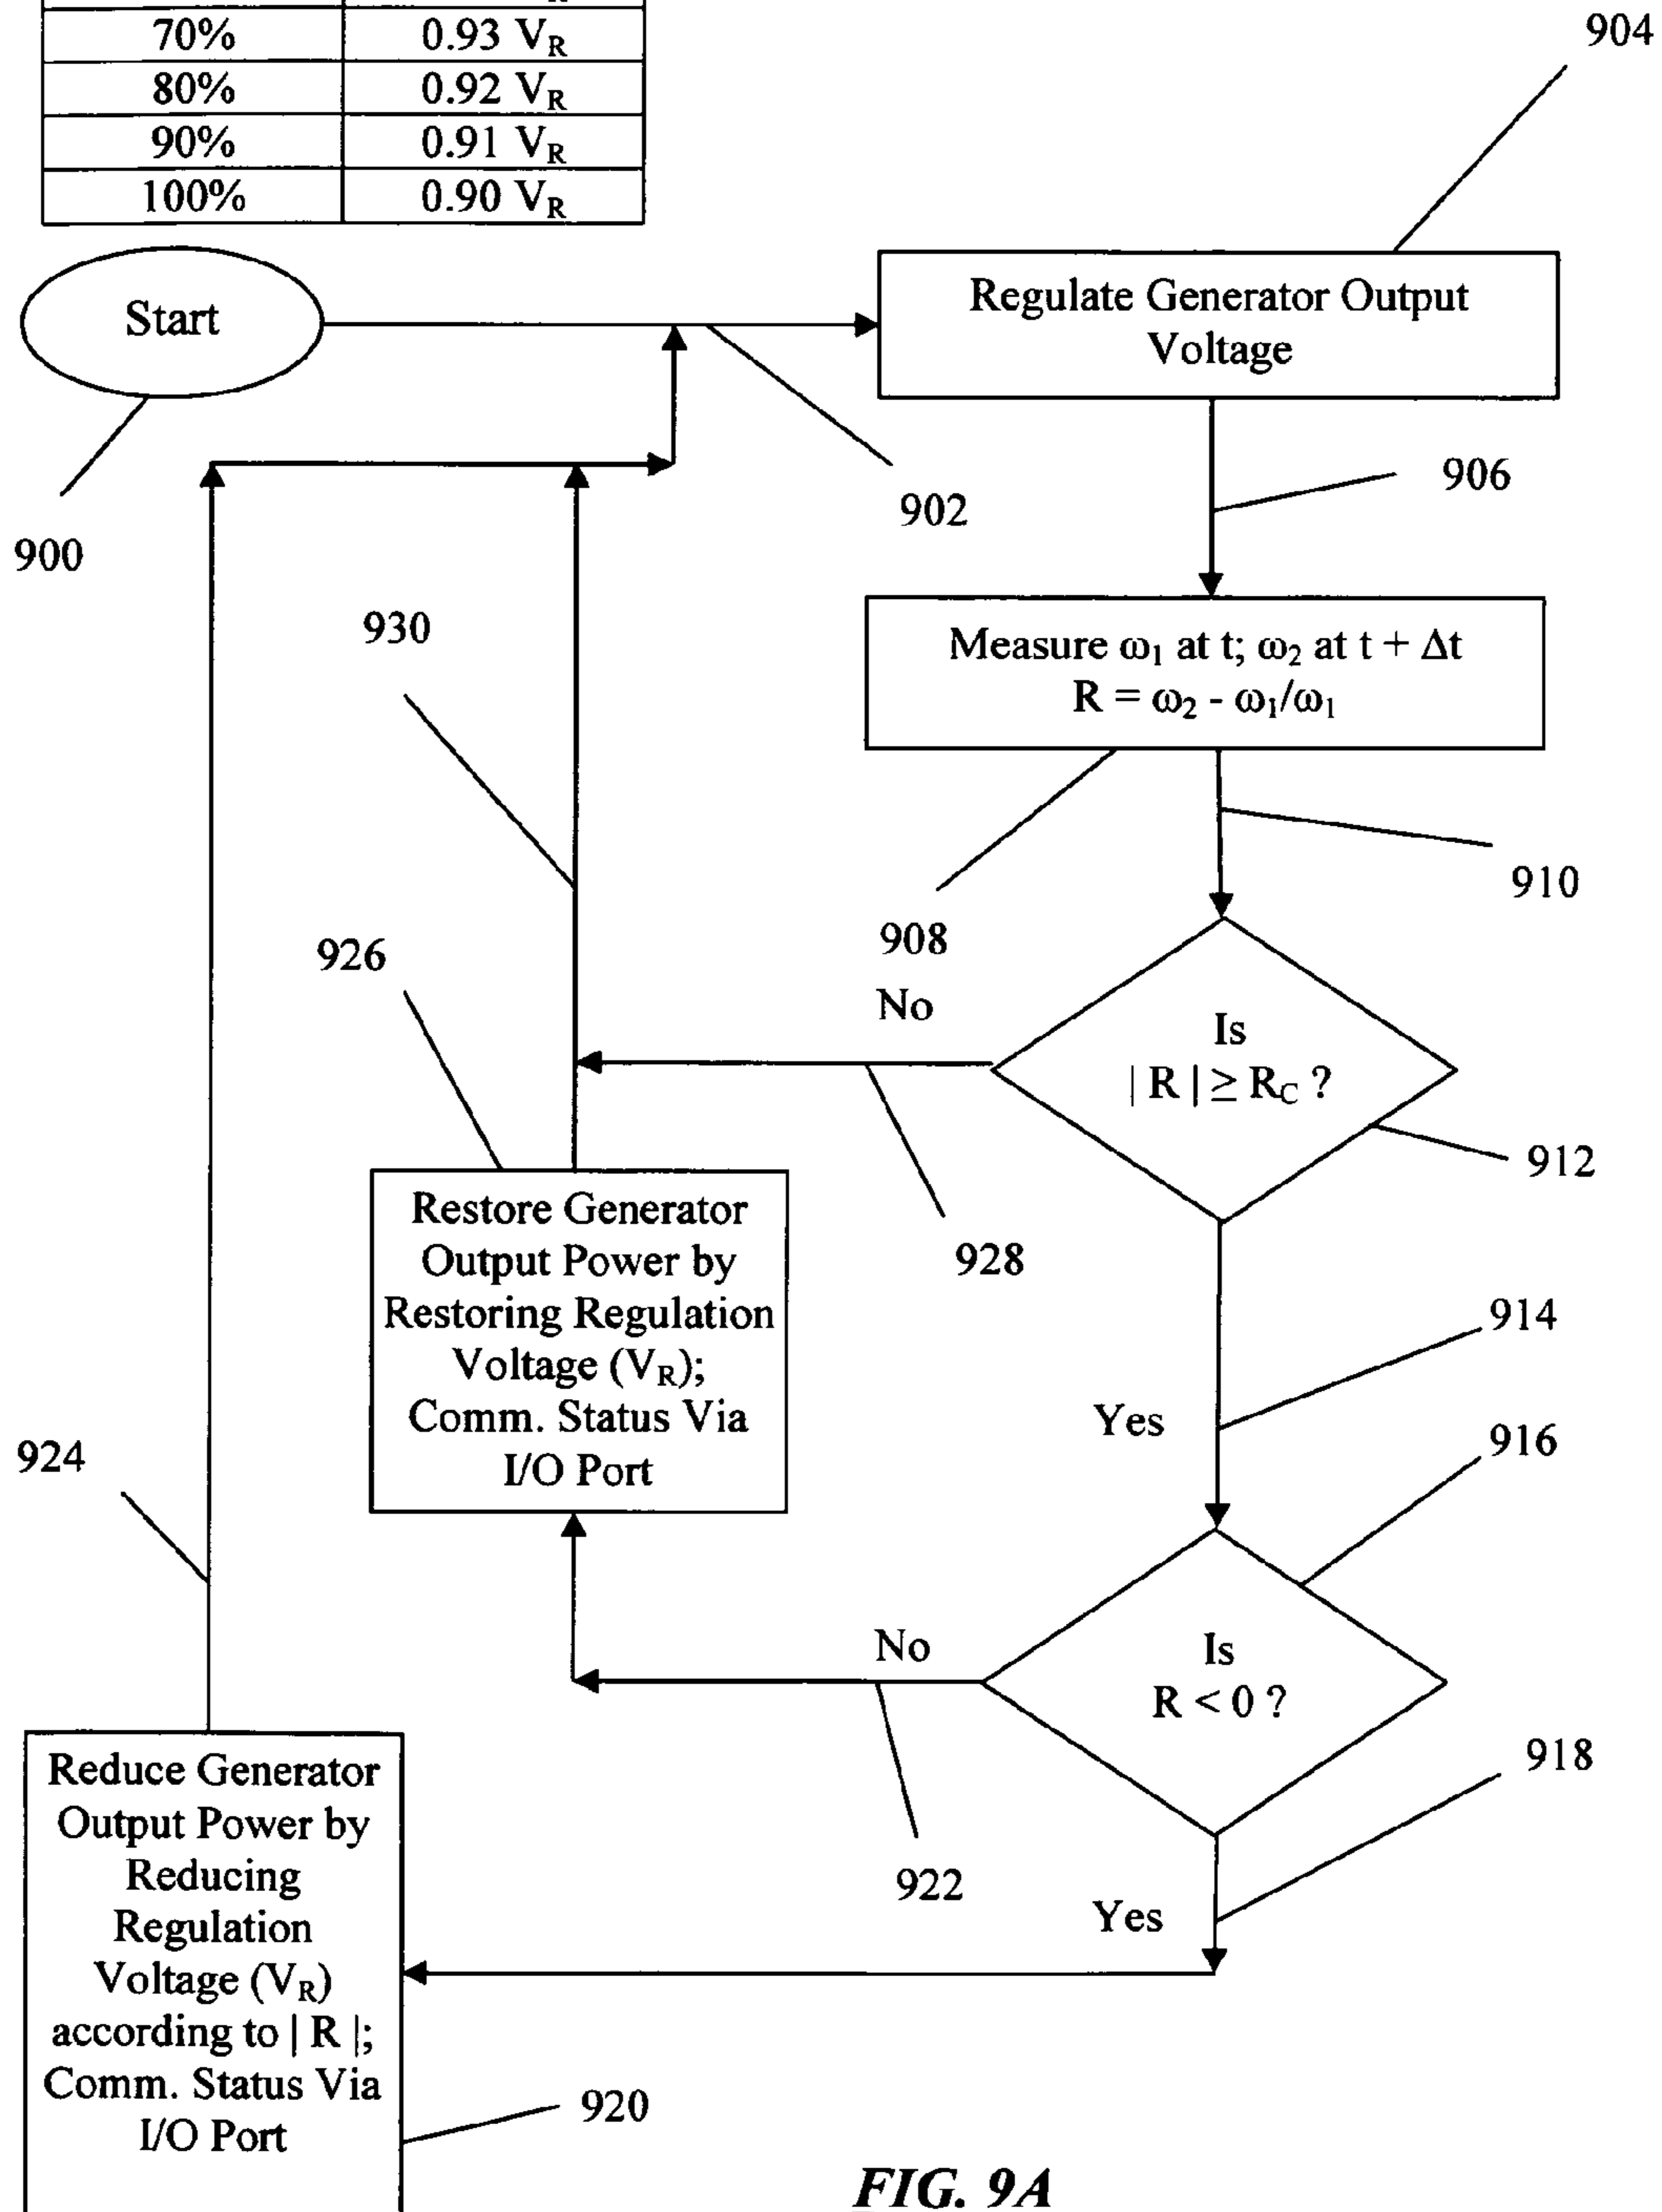 70% 0.93 V_R
80% 0.92 V_R
90% 0.91 V_R
100% 0.90 V_R
904
Start
Regulate Generator Output
Voltage
906
902
900
930
Measure ω₁ at t; ω₂ at t + Δt
R = ω₂ - ω₁/ω₁
910
908
926
No
Is
| R | ≥ R_C ?
912
928
Restore Generator
Output Power by
Restoring Regulation
Voltage (V_R);
Comm. Status Via
I/O Port
914
Yes
916
924
No
Is
R < 0 ?
918
922
Yes
Reduce Generator
Output Power by
Reducing
Regulation
Voltage (V_R)
according to | R |;
Comm. Status Via
I/O Port
920
FIG. 9A